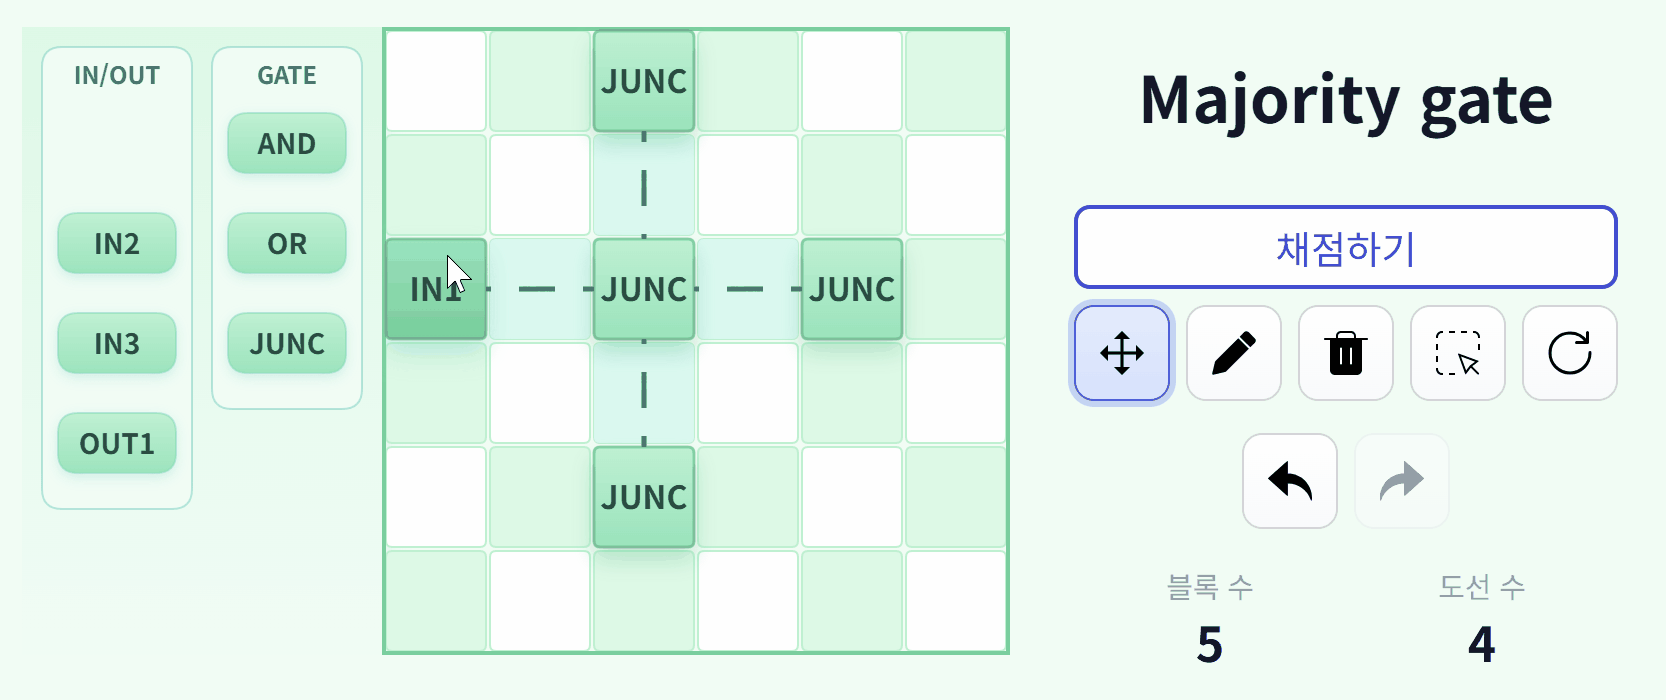 IN/OUT
IN2
IN3
OUT1
GATE
AND
OR
JUNC
JUNC
IN1
JUNC
JUNC
JUNC
Majority gate
채점하기
블록 수
5
도선 수
4